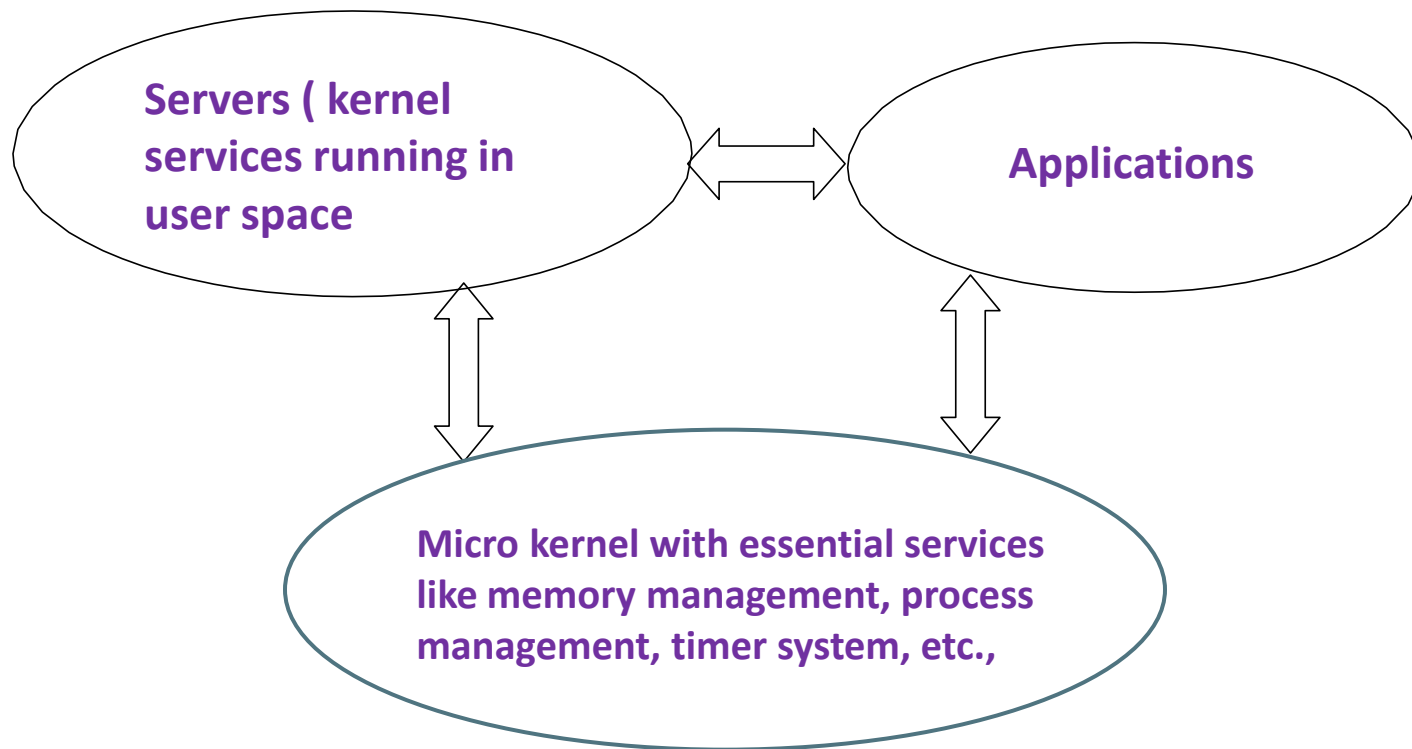 Servers ( kernel
services running in
user space
Applications
Micro kernel with essential services
like memory management, process
management, timer system, etc.,